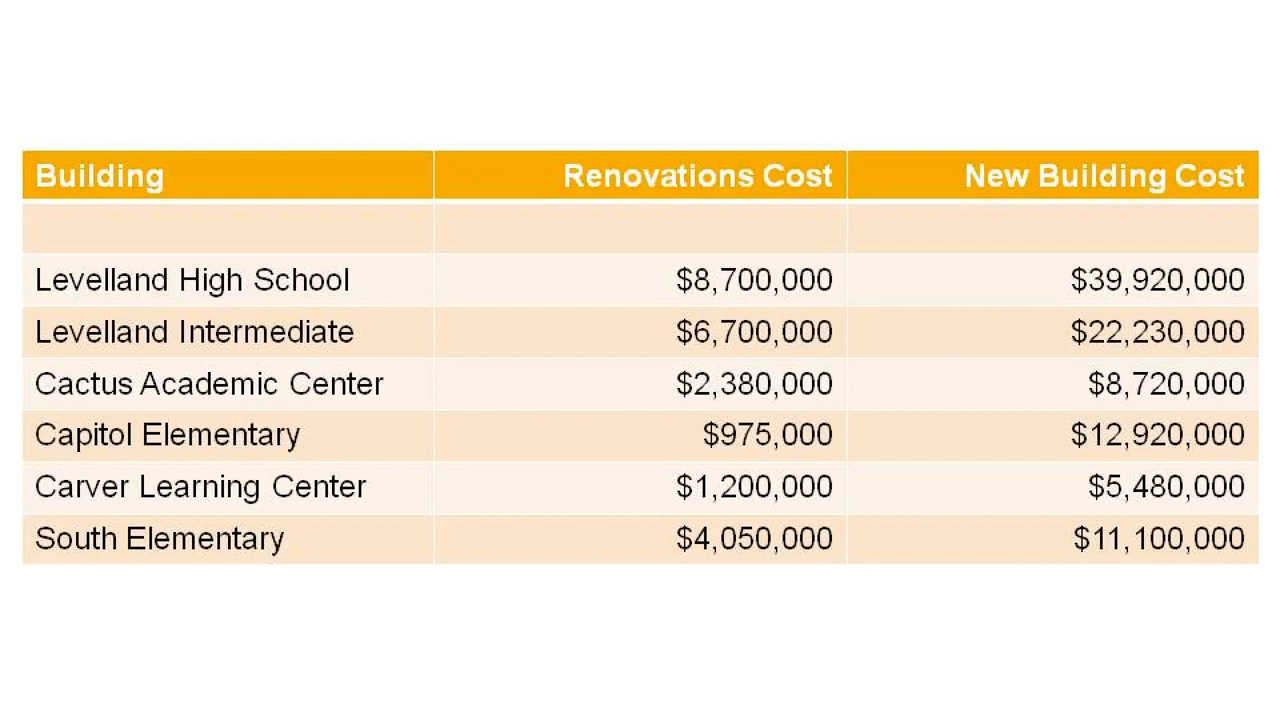 Building Renovations Cost New Building Cost
Levelland High School $8,700,000 $39,920,000
Levelland Intermediate $6,700,000 $22,230,000
Cactus Academic Center $2,380,000 $8,720,000
Capitol Elementary $975,000 $12,920,000
Carver Learning Center $1,200,000 $5,480,000
South Elementary $4,050,000 $11,100,000